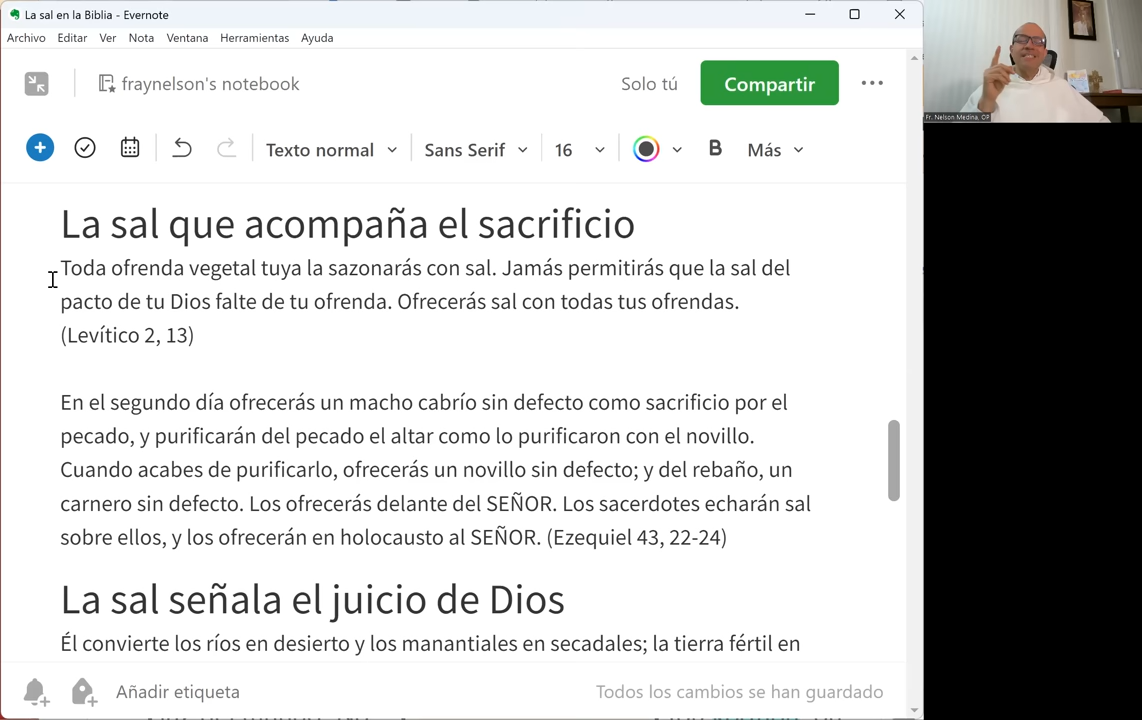 La sal en la Biblia - Evernote
Archivo Editar Ver Nota Ventana Herramientas Ayuda
fraynelson's notebook
Solo tú
Compartir
Texto normal
Sans Serif
16
B
Más
La sal que acompaña el sacrificio
Toda ofrenda vegetal tuya la sazonarás con sal. Jamás permitirás que la sal del
pacto de tu Dios falte de tu ofrenda. Ofrecerás sal con todas tus ofrendas.
(Levítico 2, 13)
En el segundo día ofrecerás un macho cabrío sin defecto como sacrificio por el
pecado, y purificarán del pecado el altar como lo purificaron con el novillo.
Cuando acabes de purificarlo, ofrecerás un novillo sin defecto; y del rebaño, un
carnero sin defecto. Los ofrecerás delante del SEÑOR. Los sacerdotes echarán sal
sobre ellos, y los ofrecerán en holocausto al SEÑOR. (Ezequiel 43, 22-24)
La sal señala el juicio de Dios
Él convierte los ríos en desierto y los manantiales en secadales; la tierra fértil en
Añadir etiqueta
Todos los cambios se han guardado
Fr. Nelson Medina, OP